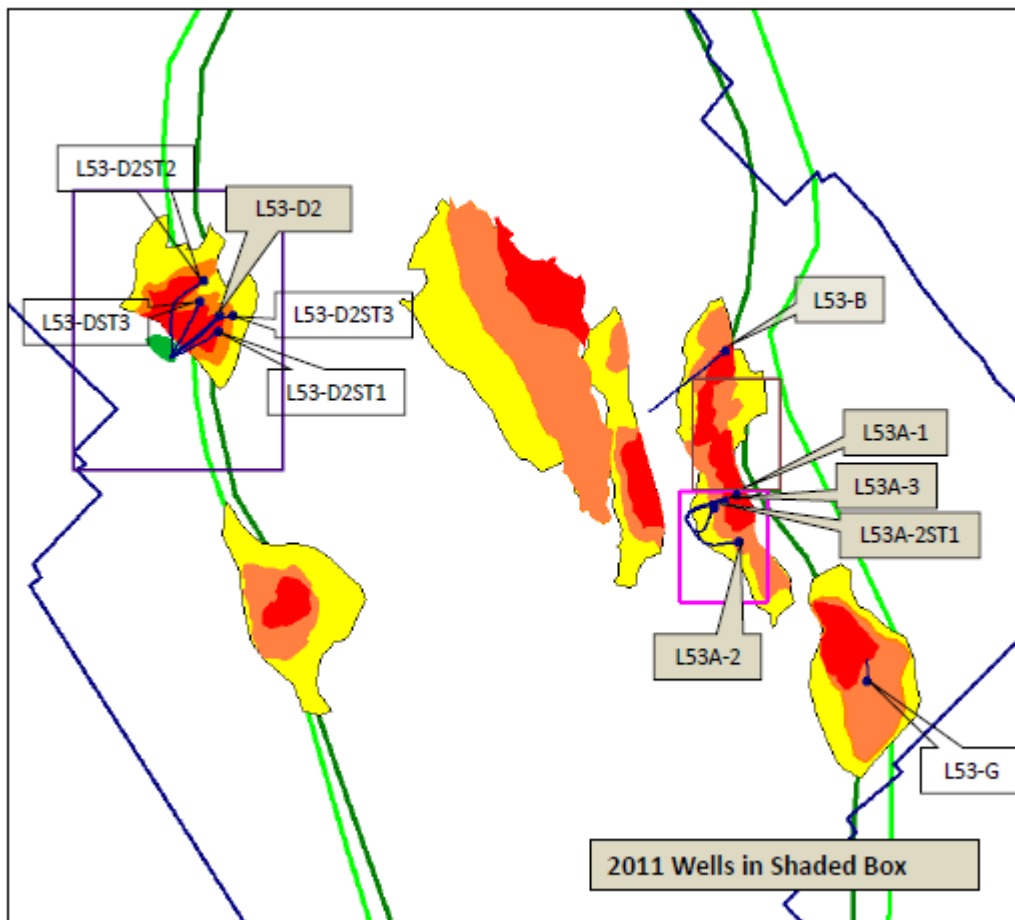 L53-D2ST2
L53-D2
L53-B
L53-DST3
L53-D2ST3
L53-D2ST1
L53A-1
L53A-3
L53A-2ST1
L53A-2
L53-G
2011 Wells in Shaded Box